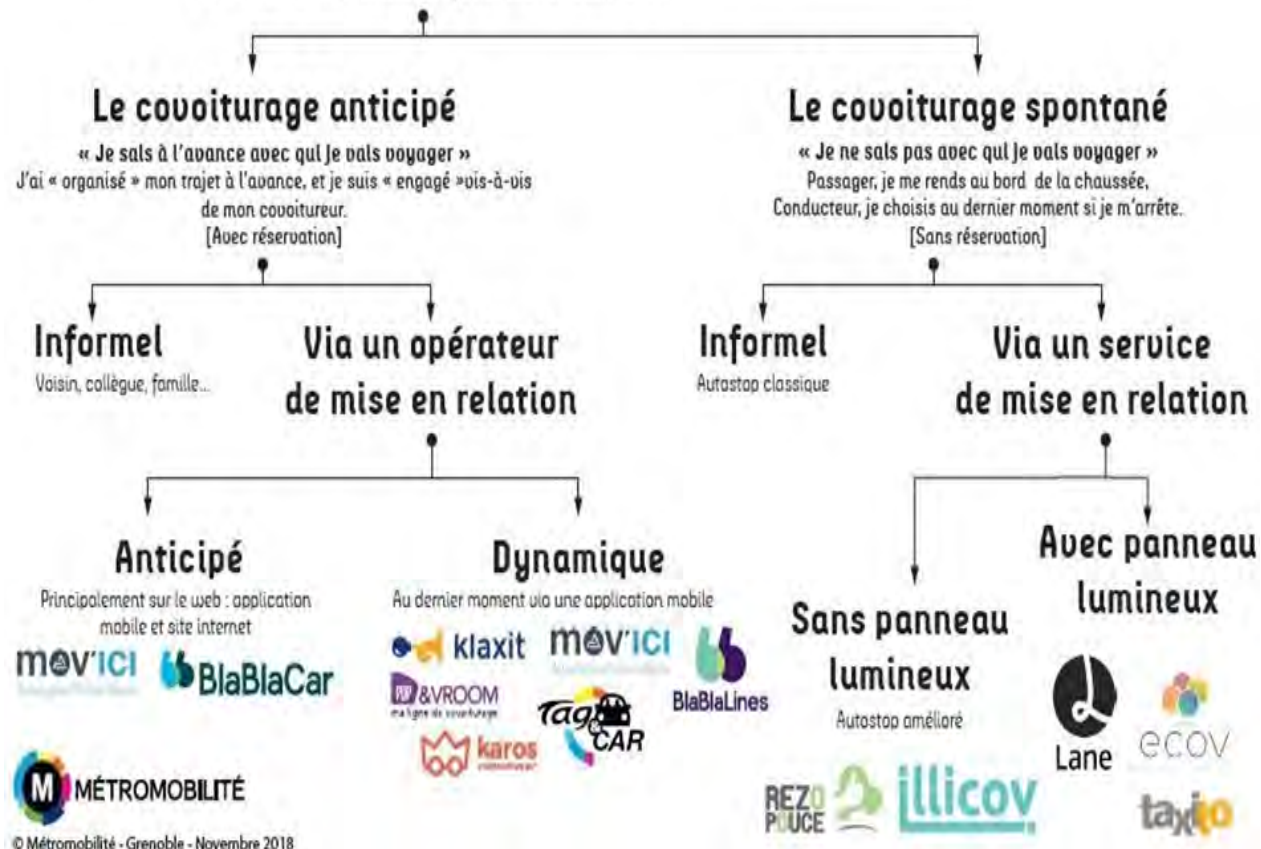 Le covoiturage anticipé
« Je sais à l'avance avec qui je vais voyager »
J'ai « organisé » mon trajet à l'avance, et je suis « engagé »vis-à-vis
de mon covoitureur.
[Avec réservation]
Le covoiturage spontané
« Je ne sais pas avec qui je vais voyager »
Passager, je me rends au bord de la chaussée,
Conducteur, je choisis au dernier moment si je m'arrête.
[Sans réservation]
Informel
Voisin, collègue, famille...
Via un opérateur
de mise en relation
Informel
Autostop classique
Via un service
de mise en relation
Anticipé
Principalement sur le web : application
mobile et site internet
mov'ici
BlaBlaCar
Dynamique
Au dernier moment via une application mobile
klaxit
mov'ici
BlaBlaLines
POP &VROOM
ma ligne de covoiturage
Tag CAR
karos
Sans panneau
lumineux
Autostop amélioré
REZO
POUCE
illicov
Avec panneau
lumineux
Lane
ecov
taxito
M MÉTROMOBILITÉ
© Métromobilité - Grenoble - Novembre 2018